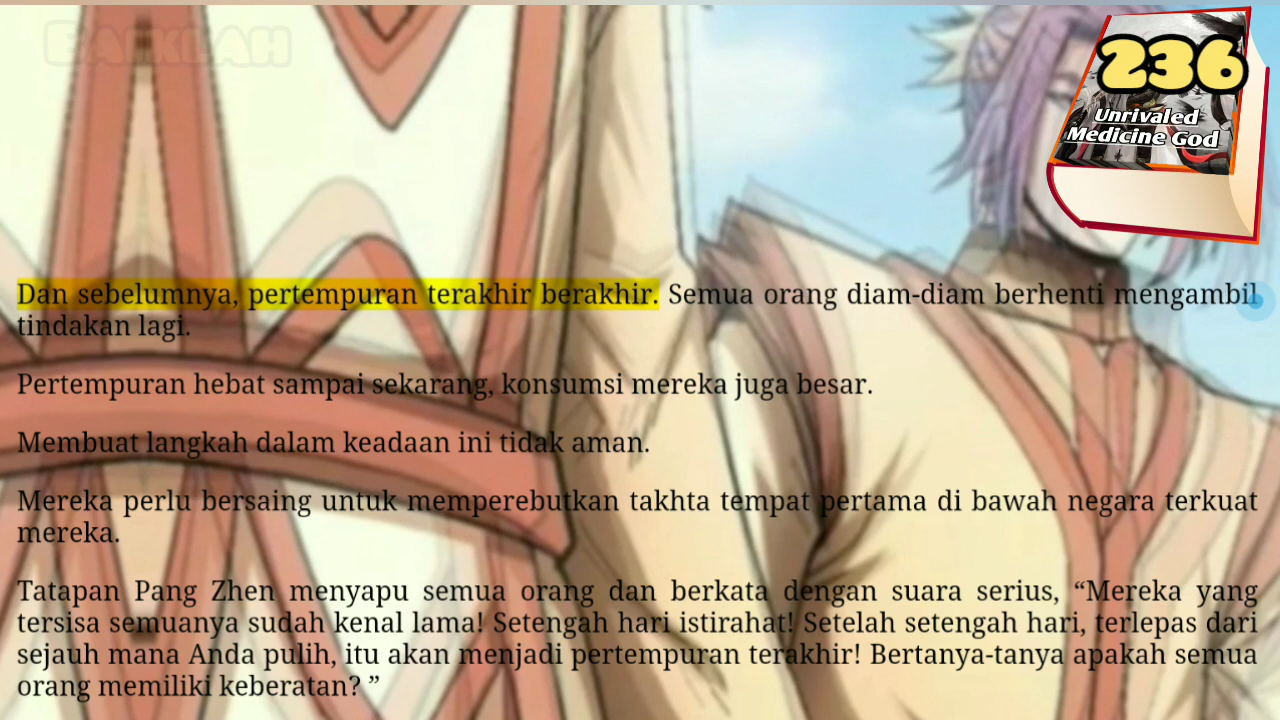 BAIKLAH
236
Unrivaled
Medicine God
Dan sebelumnya, pertempuran terakhir berakhir. Semua orang diam-diam berhenti mengambil
tindakan lagi.
Pertempuran hebat sampai sekarang, konsumsi mereka juga besar.
Membuat langkah dalam keadaan ini tidak aman.
Mereka perlu bersaing untuk memperebutkan takhta tempat pertama di bawah negara terkuat
mereka.
Tatapan Pang Zhen menyapu semua orang dan berkata dengan suara serius, “Mereka yang
tersisa semuanya sudah kenal lama! Setengah hari istirahat! Setelah setengah hari, terlepas dari
sejauh mana Anda pulih, itu akan menjadi pertempuran terakhir! Bertanya-tanya apakah semua
orang memiliki keberatan? ”